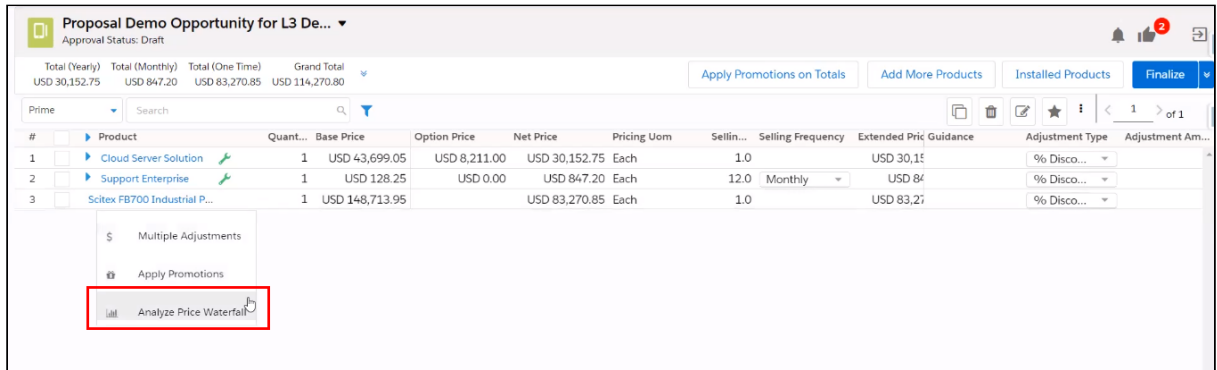 Proposal Demo Opportunity for L3 De...
Approval Status: Draft
2
Total (Yearly) Total (Monthly) Total (One Time) Grand Total
USD 30,152.75 USD 847.20 USD 83,270.85 USD 114,270.80
Apply Promotions on Totals Add More Products Installed Products Finalize
Prime Search 1 of 1
# Product Quant... Base Price Option Price Net Price Pricing Uom Sellin... Selling Frequency Extended Pric Guidance Adjustment Type Adjustment Am...
1 Cloud Server Solution 1 USD 43,699.05 USD 8,211.00 USD 30,152.75 Each 1.0 USD 30,15 % Disco...
2 Support Enterprise 1 USD 128.25 USD 0.00 USD 847.20 Each 12.0 Monthly USD 84 % Disco...
3 Scitex FB700 Industrial P... 1 USD 148,713.95 USD 83,270.85 Each 1.0 USD 83,27 % Disco...
$ Multiple Adjustments
Apply Promotions
Analyze Price Waterfall